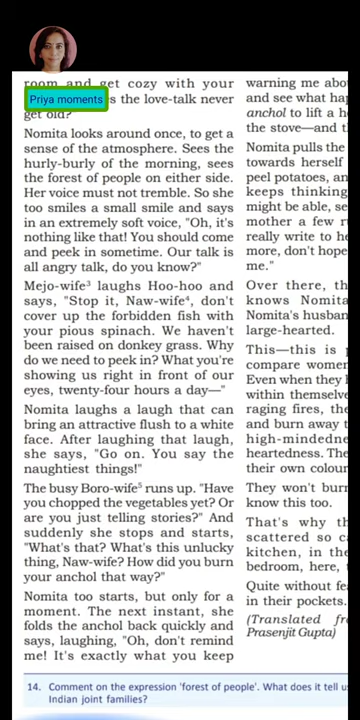 room and get cozy with your
Priya moments
s the love-talk never
get old?
Nomita looks around once, to get a
sense of the atmosphere. Sees the
hurly-burly of the morning, sees
the forest of people on either side.
Her voice must not tremble. So she
too smiles a small smile and says
in an extremely soft voice, "Oh, it's
nothing like that! You should come
and peek in sometime. Our talk is
all angry talk, do you know?"
Mejo-wife³ laughs Hoo-hoo and
says, "Stop it, Naw-wife⁴, don't
cover up the forbidden fish with
your pious spinach. We haven't
been raised on donkey grass. Why
do we need to peek in? What you're
showing us right in front of our
eyes, twenty-four hours a day—"
Nomita laughs a laugh that can
bring an attractive flush to a white
face. After laughing that laugh,
she says, "Go on. You say the
naughtiest things!"
The busy Boro-wife⁵ runs up. "Have
you chopped the vegetables yet? Or
are you just telling stories?" And
suddenly she stops and starts,
"What's that? What's this unlucky
thing, Naw-wife? How did you burn
your anchol that way?"
Nomita too starts, but only for a
moment. The next instant, she
folds the anchol back quickly and
says, laughing, "Oh, don't remind
me! It's exactly what you keep
warning me abo
and see what ha
anchol to lift a h
the stove—and t
Nomita pulls the
towards herself
peel potatoes, an
keeps thinking
might be able, se
mother a few r
really write to he
more, don't hope
me."
Over there, th
knows Nomita
Nomita's husban
large-hearted.
This—this is p
compare women
Even when they b
within themselve
raging fires, the
and burn away t
high-mindedne
heartedness. The
their own colour
They won't burn
know this too.
That's why th
scattered so c
kitchen, in the
bedroom, here, t
Quite without fe
in their pockets.
(Translated fr
Prasenjit Gupta)
14. Comment on the expression 'forest of people'. What does it tell us
Indian joint families?